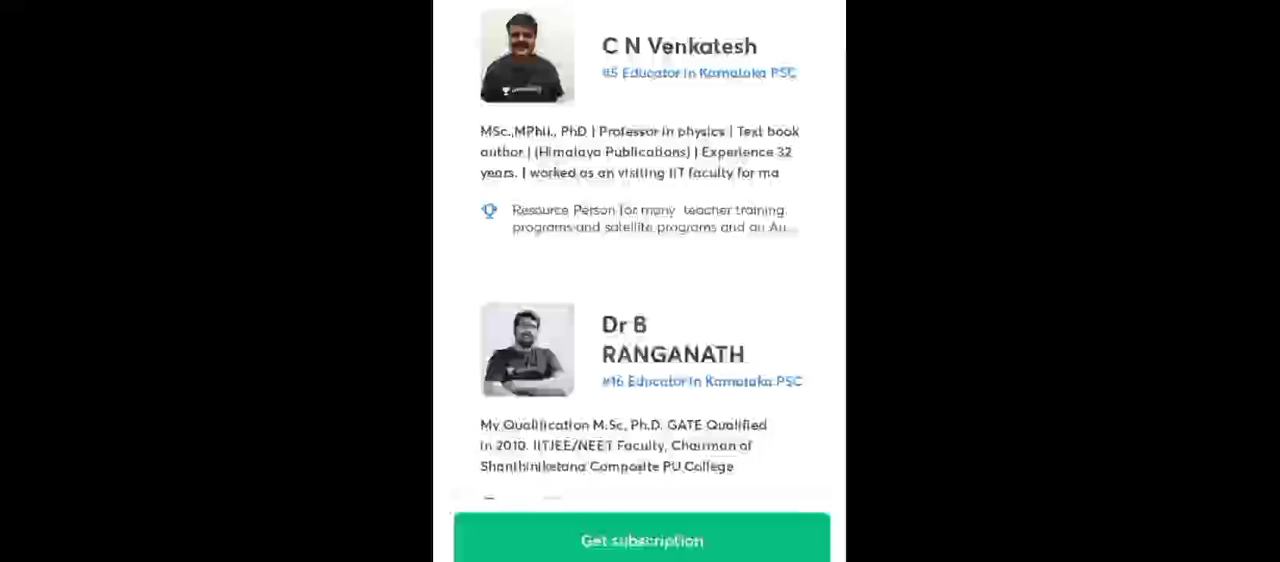 C N Venkatesh
#5 Educator in Karnataka PSC
MSc.,MPhil., PhD | Professor in physics | Text book
author | (Himalaya Publications) | Experience 32
years. | worked as an visiting IIT faculty for ma
Resource Person for many teacher training
programs and satellite programs and an Au...
Dr B
RANGANATH
#16 Educator in Karnataka PSC
My Qualification M.Sc, Ph.D. GATE Qualified
in 2010. IITJEE/NEET Faculty, Chairman of
Shanthiniketana Composite PU College
Get subscription